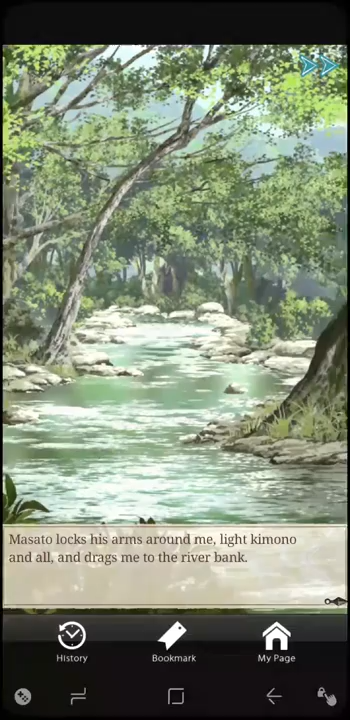 Masato locks his arms around me, light kimono
and all, and drags me to the river bank.
History
Bookmark
My Page